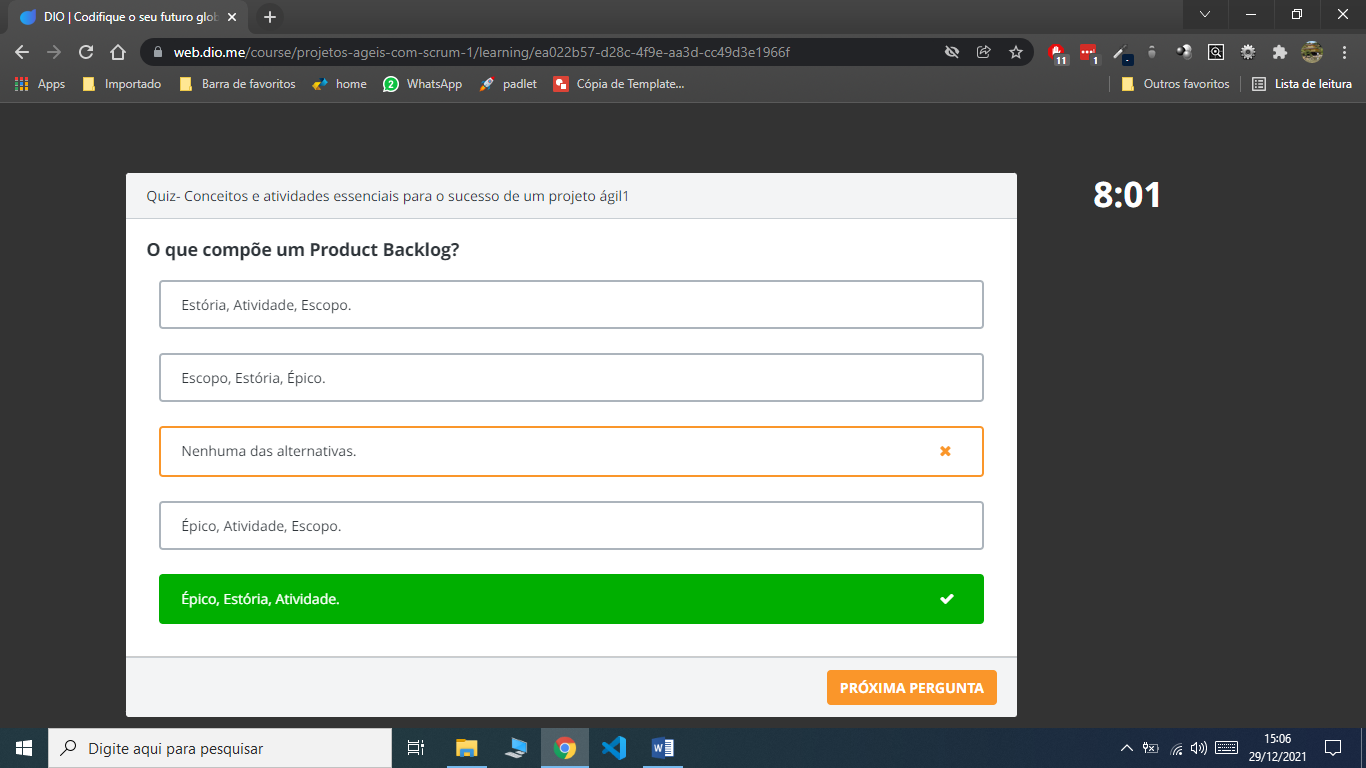 DIO | Codifique o seu futuro glob
web.dio.me/course/projetos-ageis-com-scrum-1/learning/ea022b57-d28c-4f9e-aa3d-cc49d3e1966f
11
1
Apps
Importado
Barra de favoritos
home
2
WhatsApp
padlet
Cópia de Template...
Outros favoritos
Lista de leitura
Quiz- Conceitos e atividades essenciais para o sucesso de um projeto ágil1
8:01
O que compõe um Product Backlog?
Estória, Atividade, Escopo.
Escopo, Estória, Épico.
Nenhuma das alternativas.
Épico, Atividade, Escopo.
Épico, Estória, Atividade.
PRÓXIMA PERGUNTA
Digite aqui para pesquisar
15:06
29/12/2021